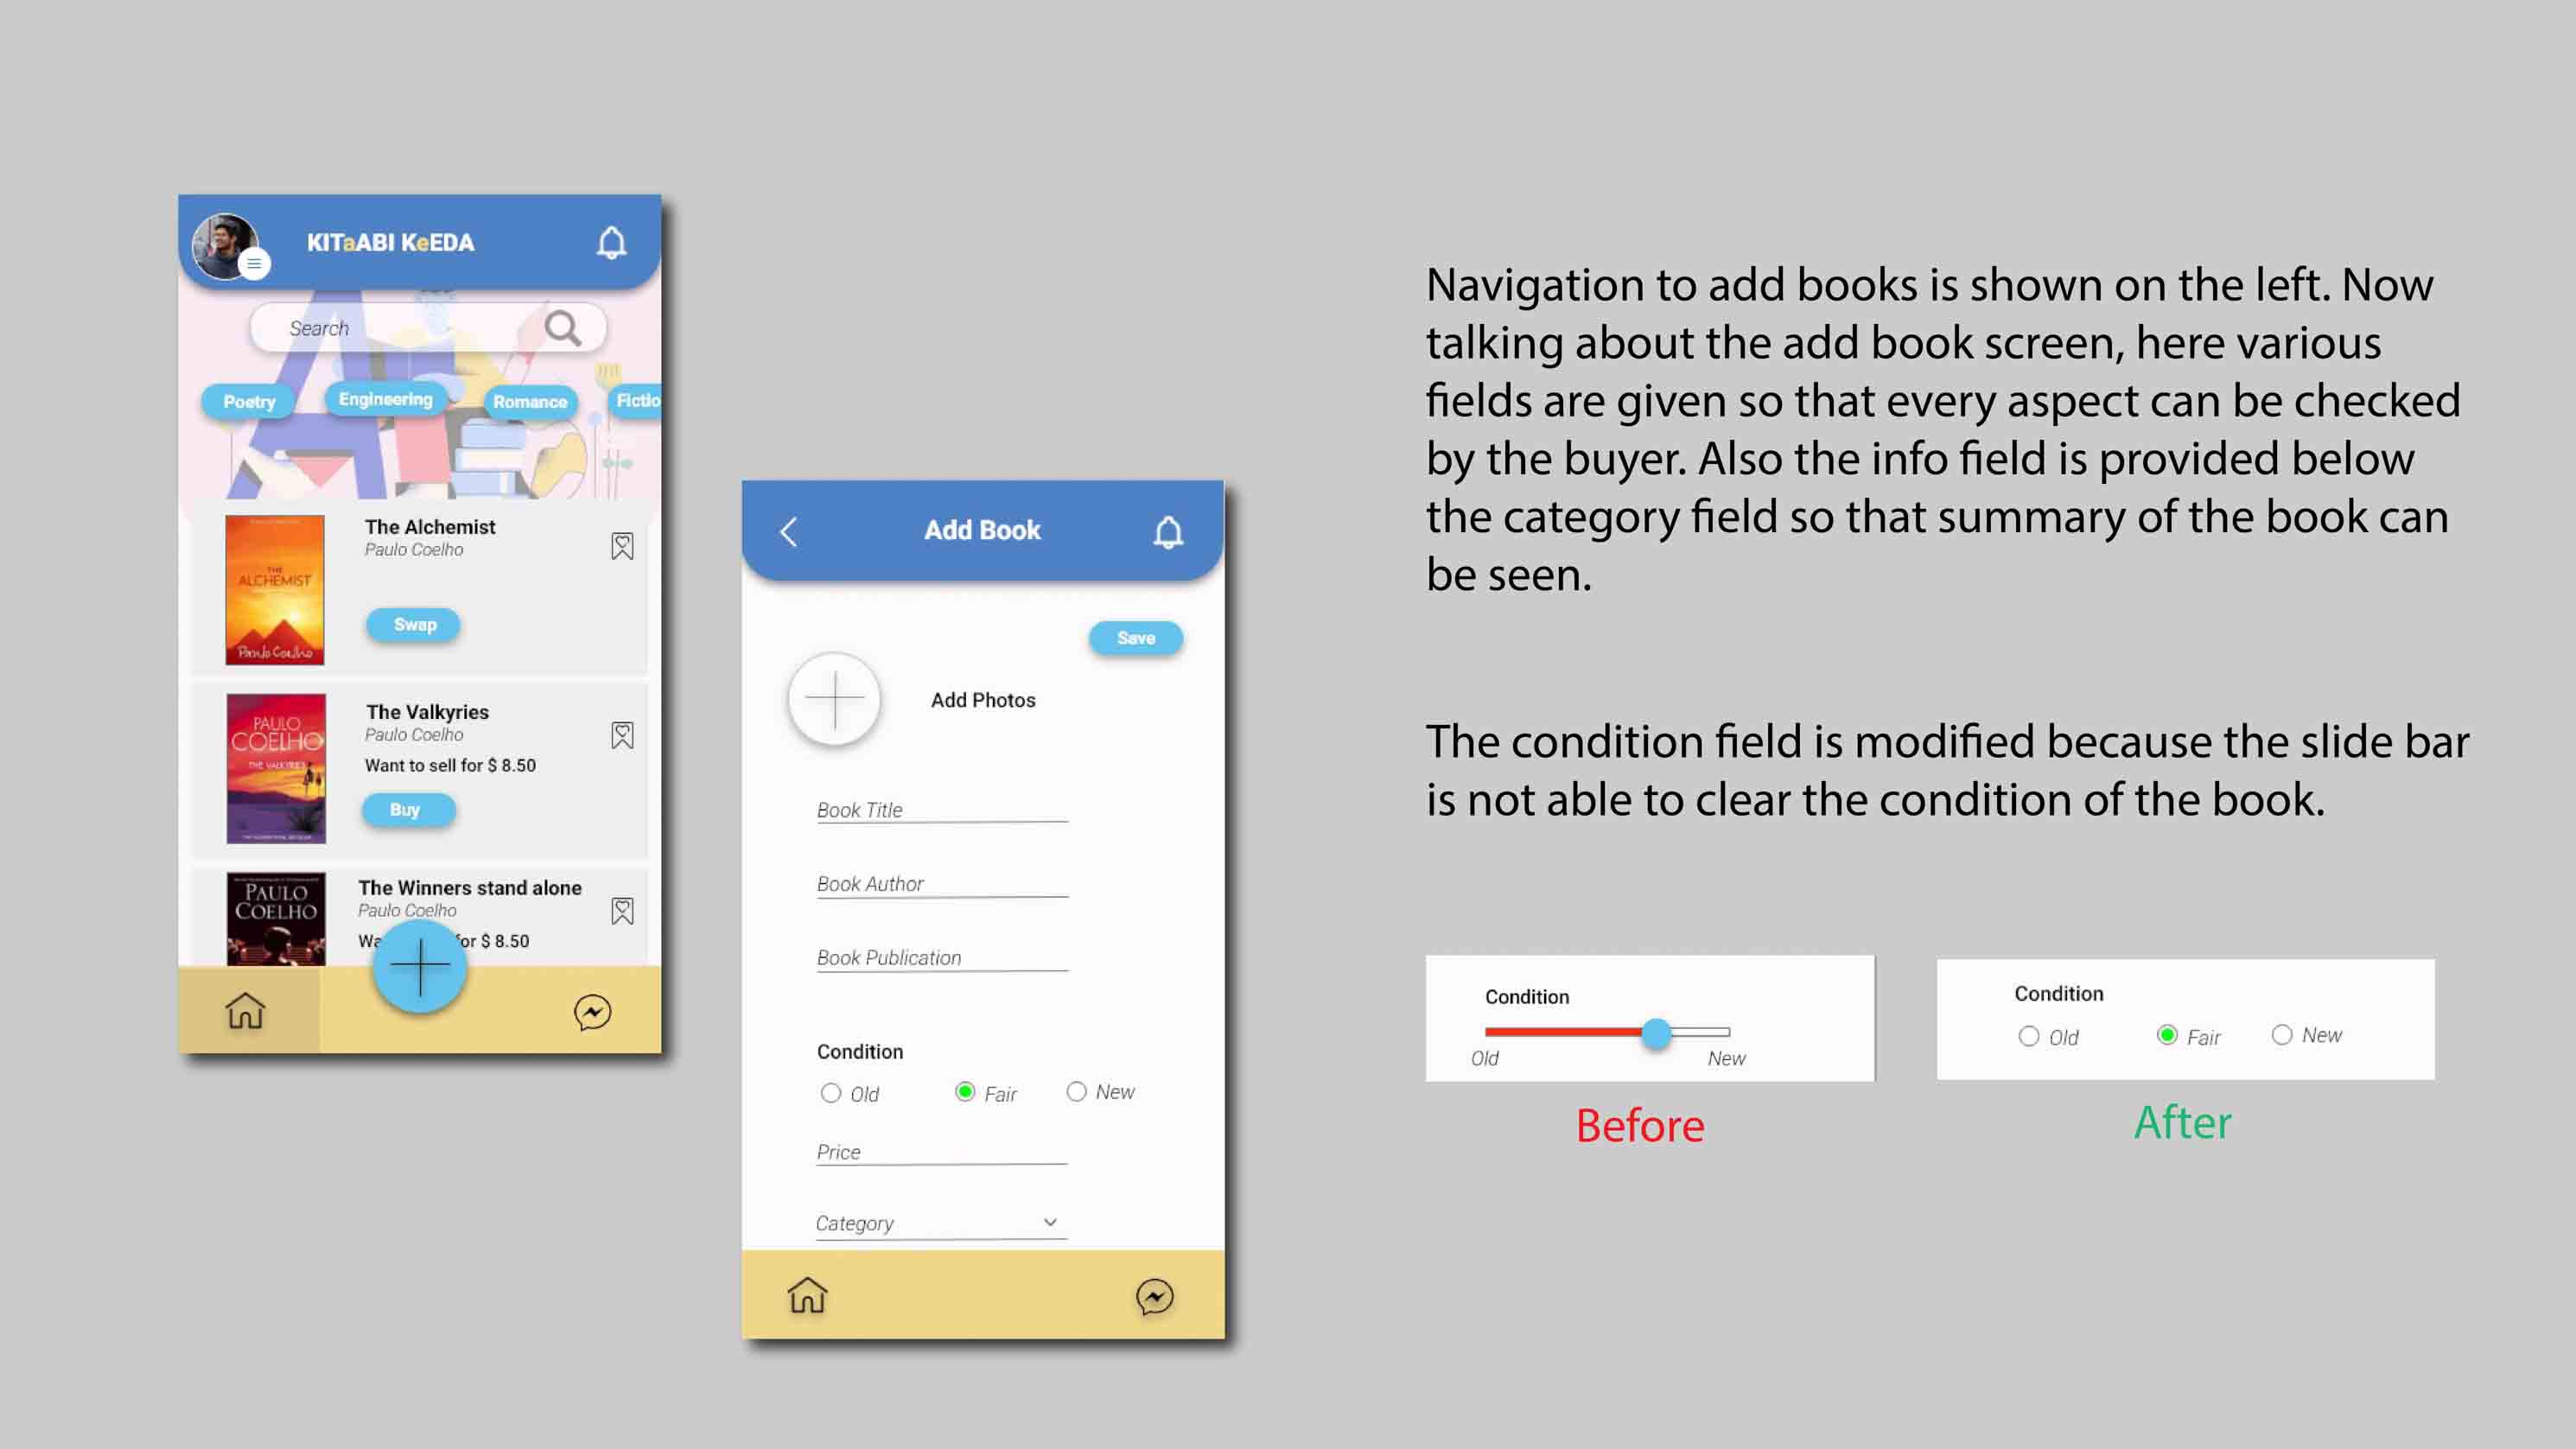 KITaABI KeEDA
Search
Poetry
Engineering
Romance
Fictio
The Alchemist
Paulo Coelho
THE
ALCHEMIST
Paulo Coelho
Swap
The Valkyries
Paulo Coelho
Want to sell for $ 8.50
PAULO
COELHO
THE VALKYRIES
Buy
The Winners stand alone
Paulo Coelho
PAULO
COELHO
Wa for $ 8.50
Add Book
Save
Add Photos
Book Title
Book Author
Book Publication
Condition
Old Fair New
Price
Category
Navigation to add books is shown on the left. Now
talking about the add book screen, here various
fields are given so that every aspect can be checked
by the buyer. Also the info field is provided below
the category field so that summary of the book can
be seen.
The condition field is modified because the slide bar
is not able to clear the condition of the book.
Condition
Old New
Before
Condition
Old Fair New
After